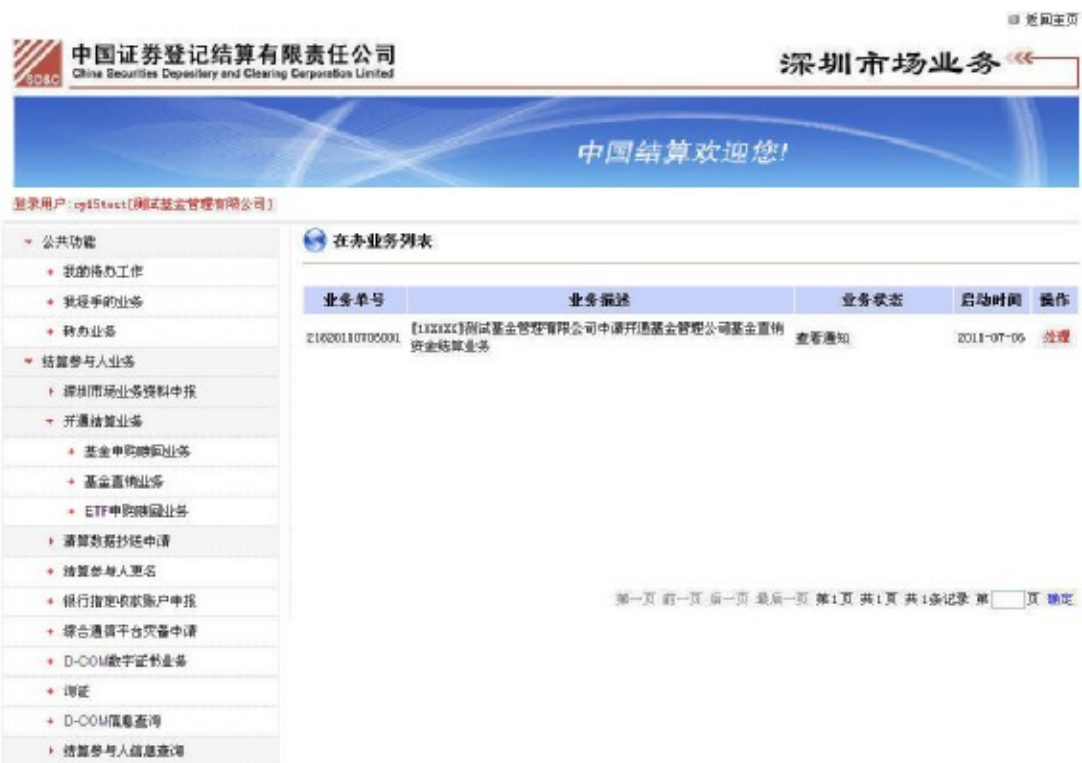 返回主页
中国证券登记结算有限责任公司
China Securities Depository and Clearing Corporation Limited
SD&C
深圳市场业务
中国结算欢迎您!
登录用户:cy15test[测试基金管理有限公司]
公共功能
我的待办工作
我经手的业务
转办业务
结算参与人业务
深圳市场业务资料申报
开通结算业务
基金申购赎回业务
基金直销业务
ETF申购赎回业务
清算数据抄送申请
结算参与人更名
银行指定收款账户申报
综合通信平台灾备申请
D-COM数字证书业务
询证
D-COM信息查询
结算参与人信息查询
在办业务列表
业务单号 业务描述 业务状态 启动时间 操作
21620110705001 【1XXXXX】测试基金管理有限公司申请开通基金管理公司基金直销 查看通知 2011-07-05 处理
资金结算业务
第一页 前一页 后一页 最后一页 第1页 共1页 共1条记录 第 页 确定